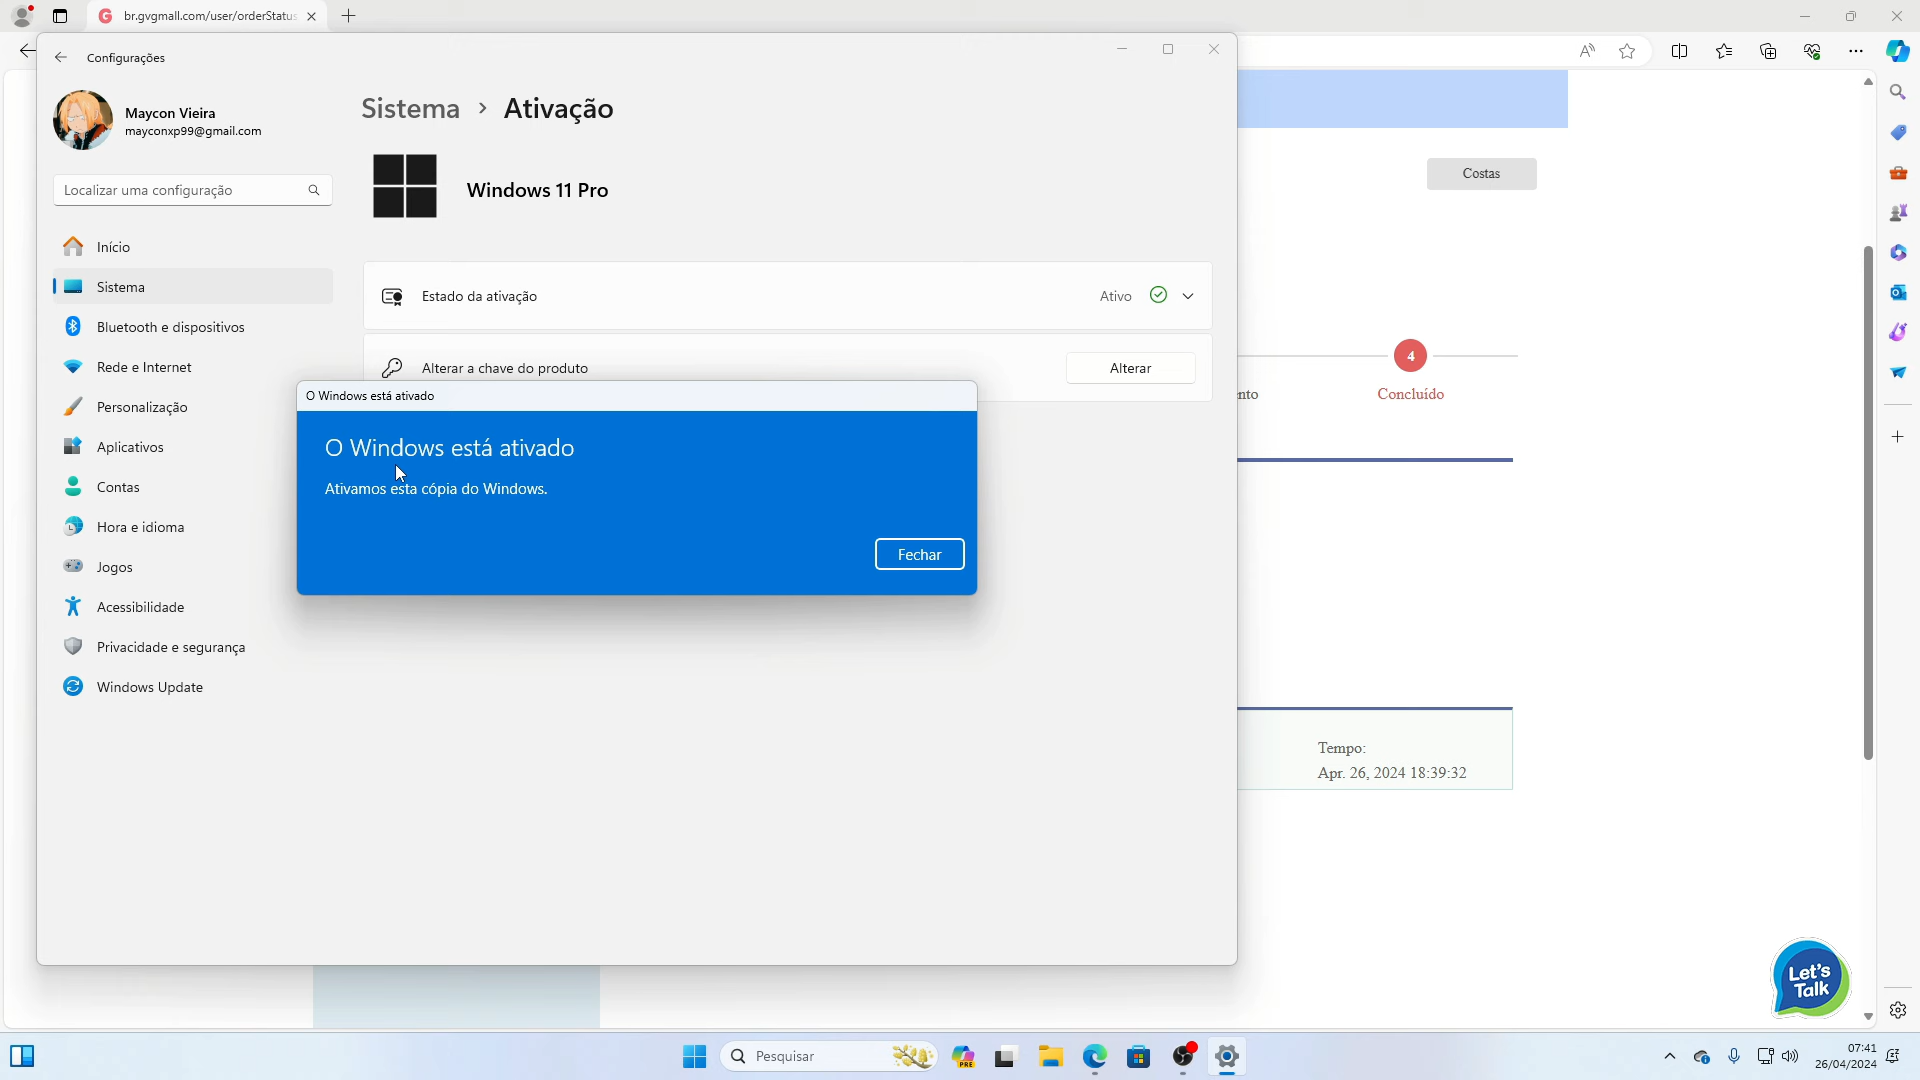 br.gvgmall.com/user/orderStatus
Configurações
Maycon Vieira
mayconxp99@gmail.com
Localizar uma configuração
Início
Sistema
Bluetooth e dispositivos
Rede e Internet
Personalização
Aplicativos
Contas
Hora e idioma
Jogos
Acessibilidade
Privacidade e segurança
Windows Update
Sistema > Ativação
Windows 11 Pro
Estado da ativação
Ativo
Alterar a chave do produto
Alterar
O Windows está ativado
O Windows está ativado
Ativamos esta cópia do Windows.
Fechar
Costas
4
nto
Concluído
Tempo:
Apr. 26, 2024 18:39:32
Let's
Talk
Pesquisar
PRE
07:41
26/04/2024